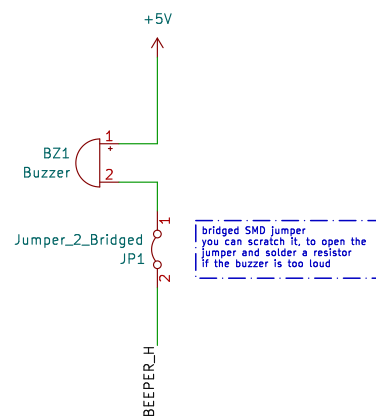 +5V
1
+
BZ1
Buzzer
2
1
Jumper_2_Bridged
JP1
2
bridged SMD jumper
you can scratch it, to open the
jumper and solder a resistor
if the buzzer is too loud
BEEPER_H